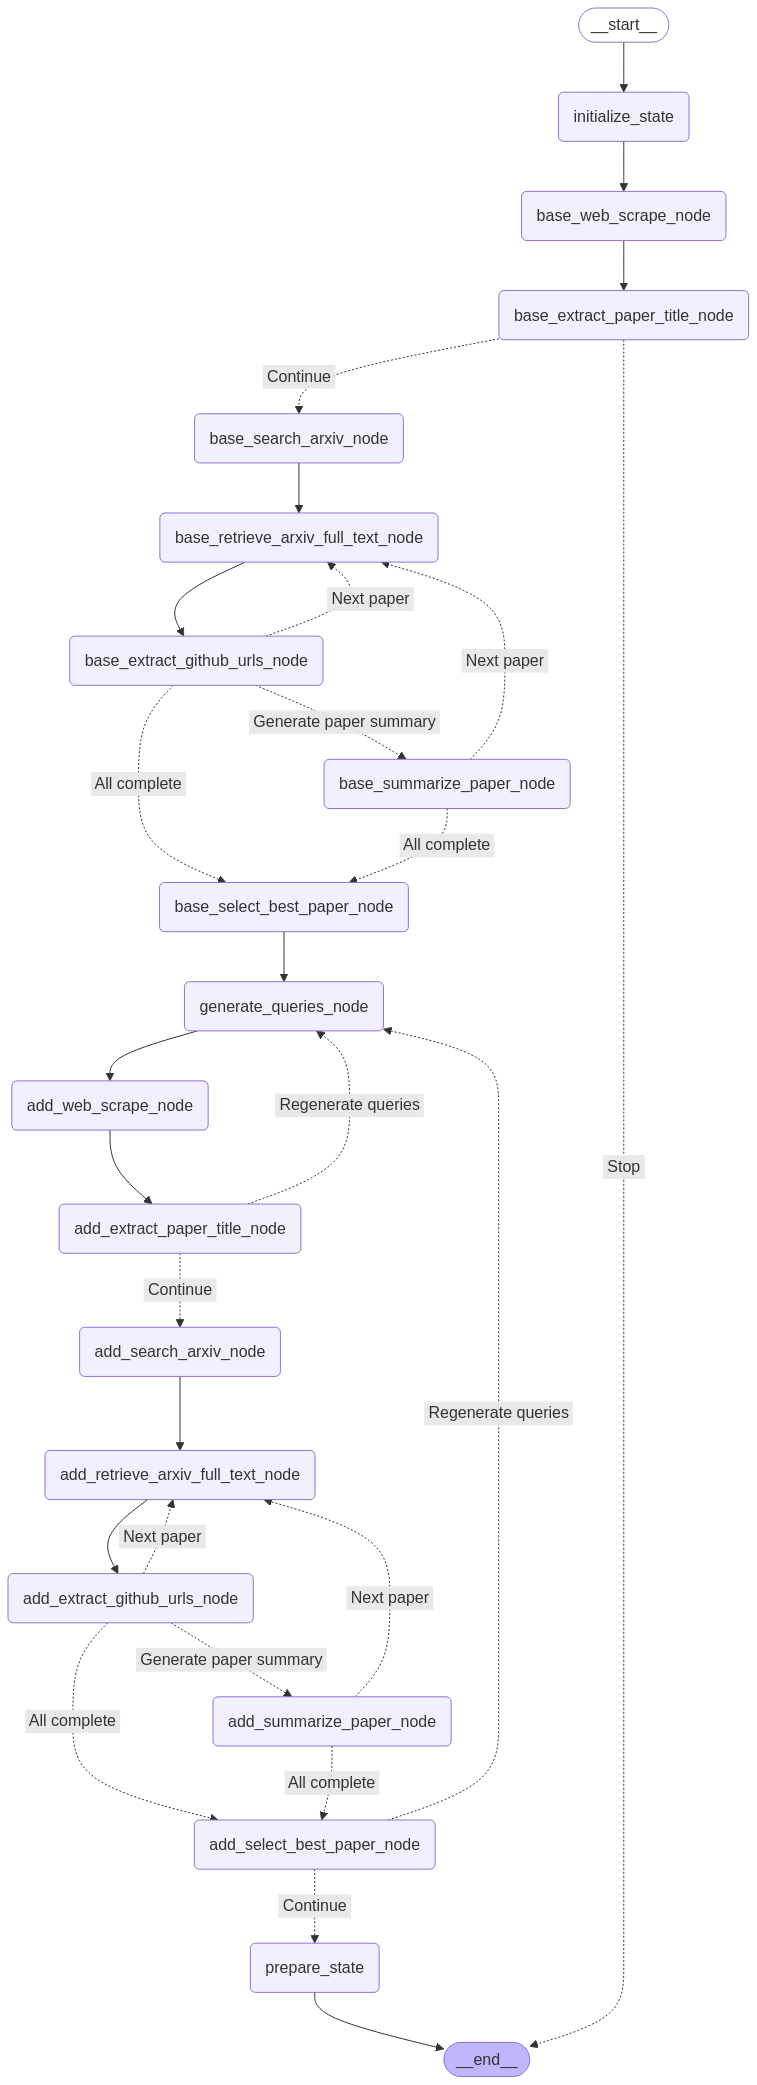 __start__
initialize_state
base_web_scrape_node
base_extract_paper_title_node
Continue
base_search_arxiv_node
base_retrieve_arxiv_full_text_node
Next paper
base_extract_github_urls_node
Next paper
Generate paper summary
All complete
base_summarize_paper_node
All complete
base_select_best_paper_node
generate_queries_node
add_web_scrape_node
Regenerate queries
Stop
add_extract_paper_title_node
Continue
add_search_arxiv_node
Regenerate queries
add_retrieve_arxiv_full_text_node
Next paper
add_extract_github_urls_node
Next paper
Generate paper summary
All complete
add_summarize_paper_node
All complete
add_select_best_paper_node
Continue
prepare_state
__end__